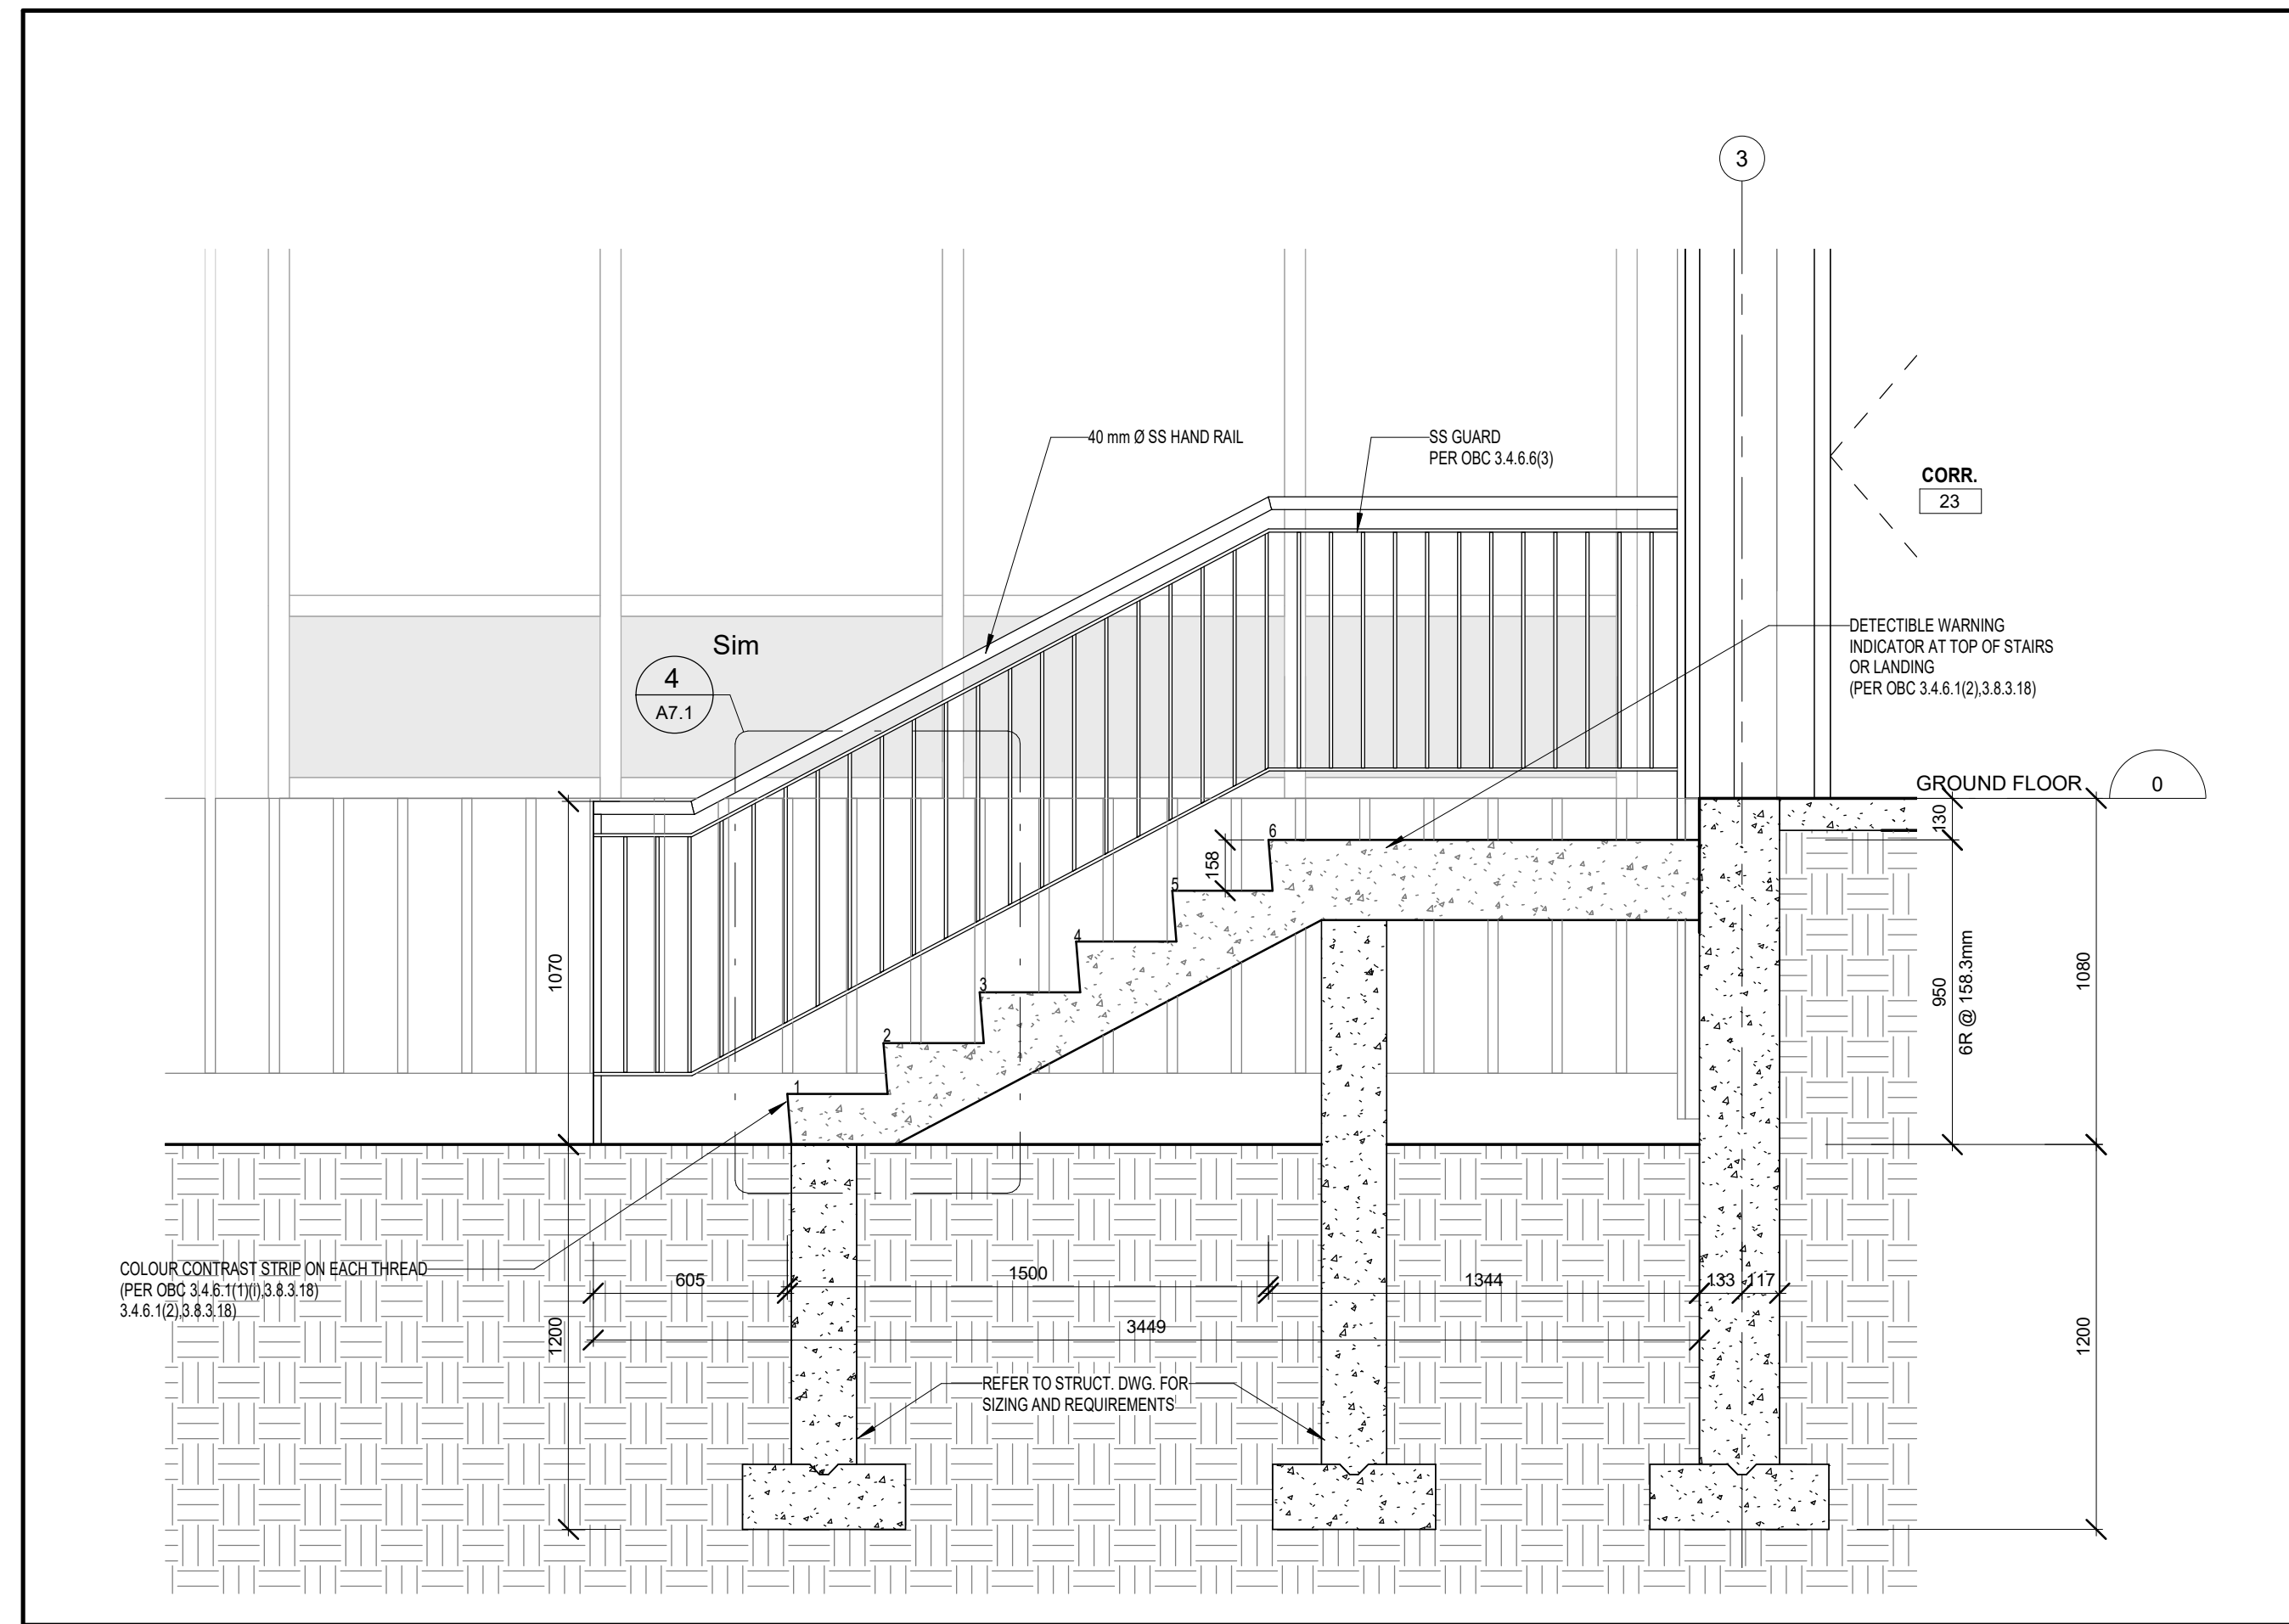 3
40 mm Ø SS HAND RAIL
SS GUARD
PER OBC 3.4.6.6(3)
CORR.
23
Sim
4
A7.1
DETECTIBLE WARNING
INDICATOR AT TOP OF STAIRS
OR LANDING
(PER OBC 3.4.6.1(2),3.8.3.18)
GROUND FLOOR
0
130
6
158
5
4
3
2
1
1070
950
6R @ 158.3mm
1080
COLOUR CONTRAST STRIP ON EACH THREAD
(PER OBC 3.4.6.1(1)(I),3.8.3.18)
3.4.6.1(2),3.8.3.18)
605
1500
1344
133
117
3449
1200
1200
REFER TO STRUCT. DWG. FOR
SIZING AND REQUIREMENTS